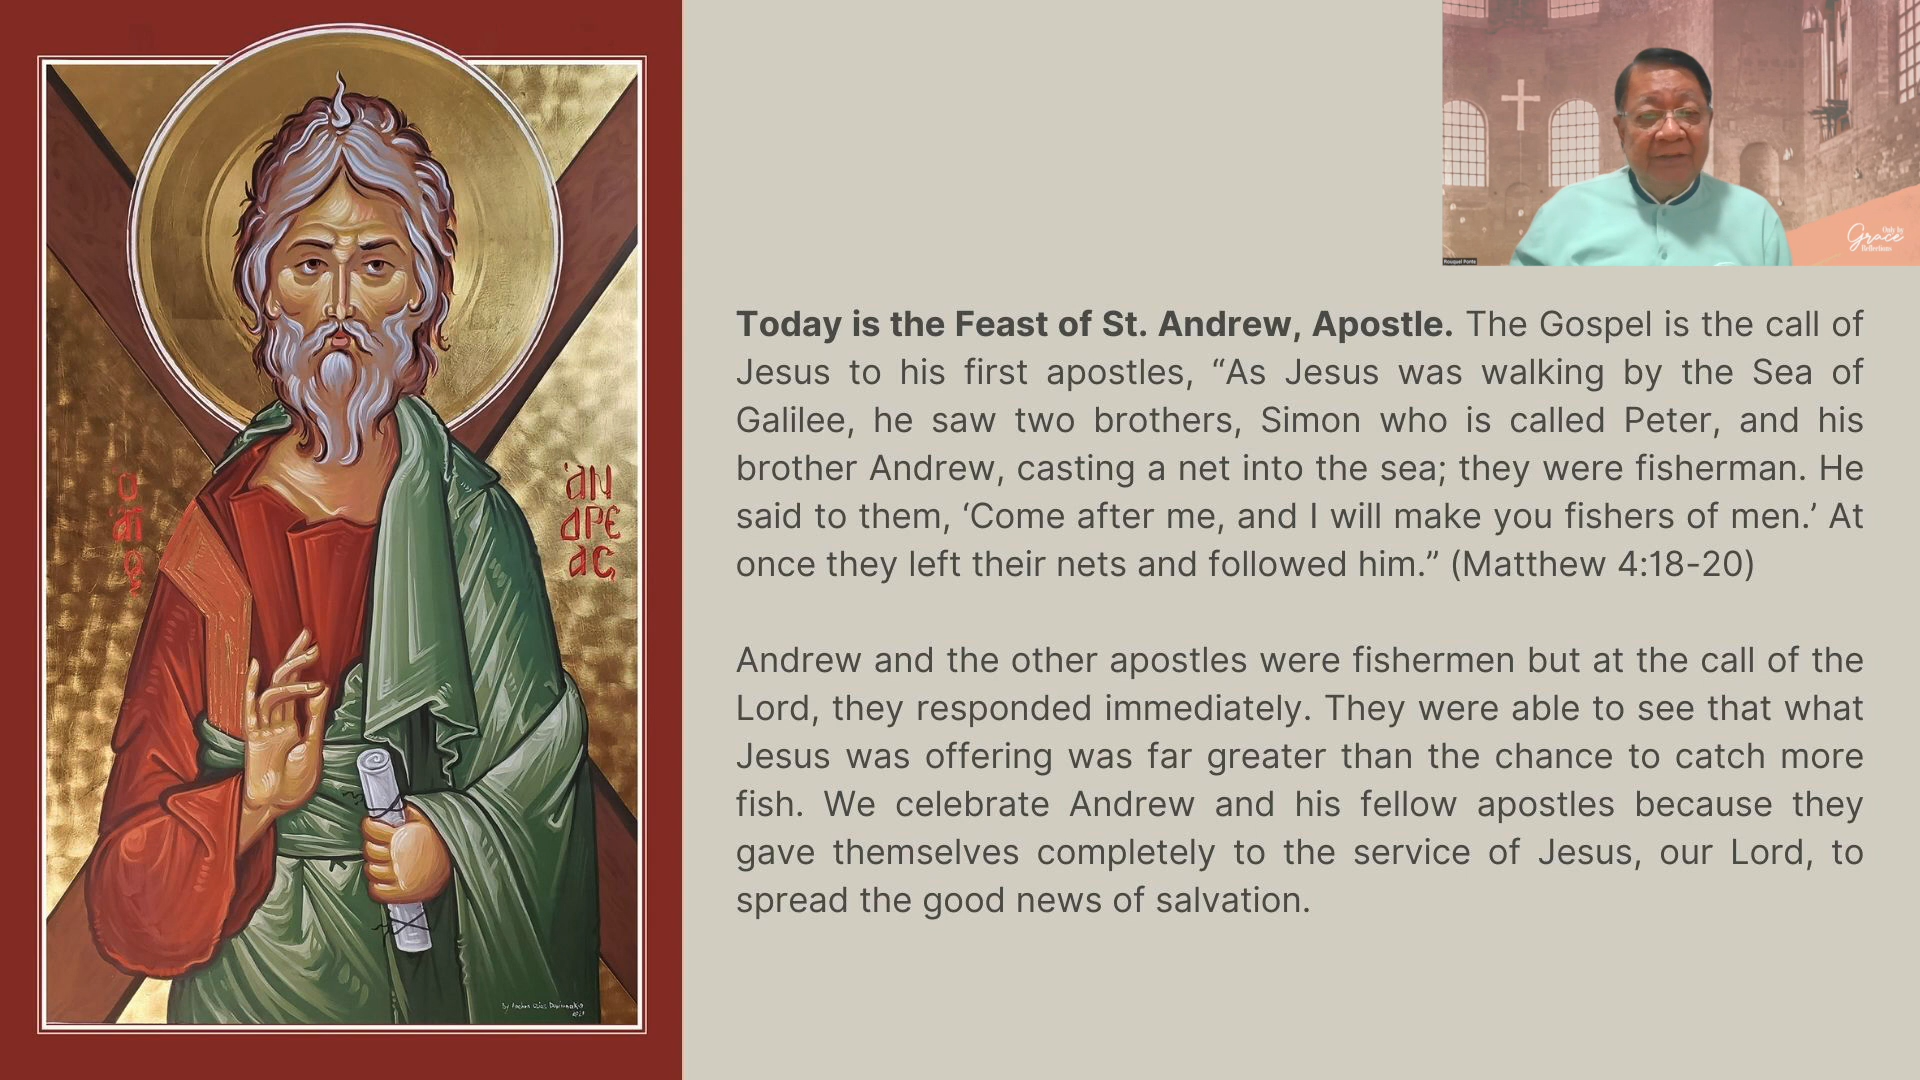 Only by
Grace
Reflections
Rouquel Ponte
Today is the Feast of St. Andrew, Apostle. The Gospel is the call of
Jesus to his first apostles, “As Jesus was walking by the Sea of
Galilee, he saw two brothers, Simon who is called Peter, and his
brother Andrew, casting a net into the sea; they were fisherman. He
said to them, ‘Come after me, and I will make you fishers of men.’ At
once they left their nets and followed him.” (Matthew 4:18-20)
Andrew and the other apostles were fishermen but at the call of the
Lord, they responded immediately. They were able to see that what
Jesus was offering was far greater than the chance to catch more
fish. We celebrate Andrew and his fellow apostles because they
gave themselves completely to the service of Jesus, our Lord, to
spread the good news of salvation.
ἈΝ
ΔΡΕ
ΑС